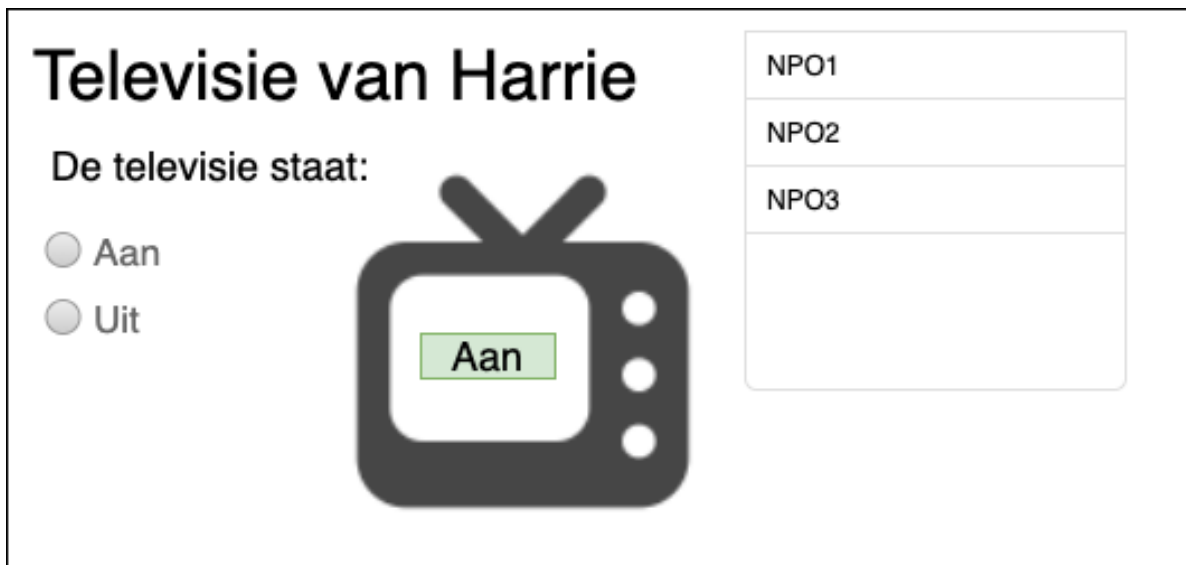 Televisie van Harrie
De televisie staat:
Aan
Uit
Aan
NPO1
NPO2
NPO3